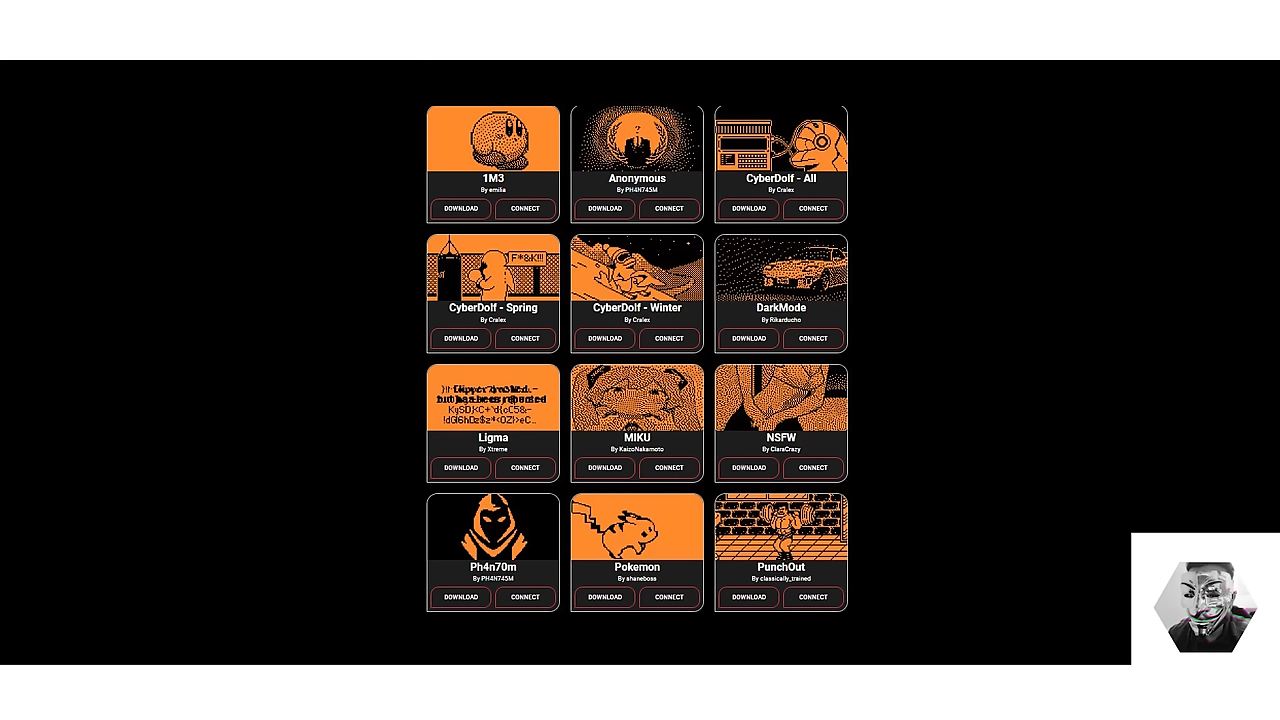 1M3
By emilia
DOWNLOAD
CONNECT
Anonymous
By PH4N745M
DOWNLOAD
CONNECT
CyberDolf - All
By Cralex
DOWNLOAD
CONNECT
F*&K!!!
CyberDolf - Spring
By Cralex
DOWNLOAD
CONNECT
CyberDolf - Winter
By Cralex
DOWNLOAD
CONNECT
DarkMode
By Rikarducho
DOWNLOAD
CONNECT
Ligma
By Xtreme
DOWNLOAD
CONNECT
MIKU
By KaizoNakamoto
DOWNLOAD
CONNECT
NSFW
By ClaraCrazy
DOWNLOAD
CONNECT
Ph4n70m
By PH4N745M
DOWNLOAD
CONNECT
Pokemon
By shaneboss
DOWNLOAD
CONNECT
PunchOut
By classically_trained
DOWNLOAD
CONNECT